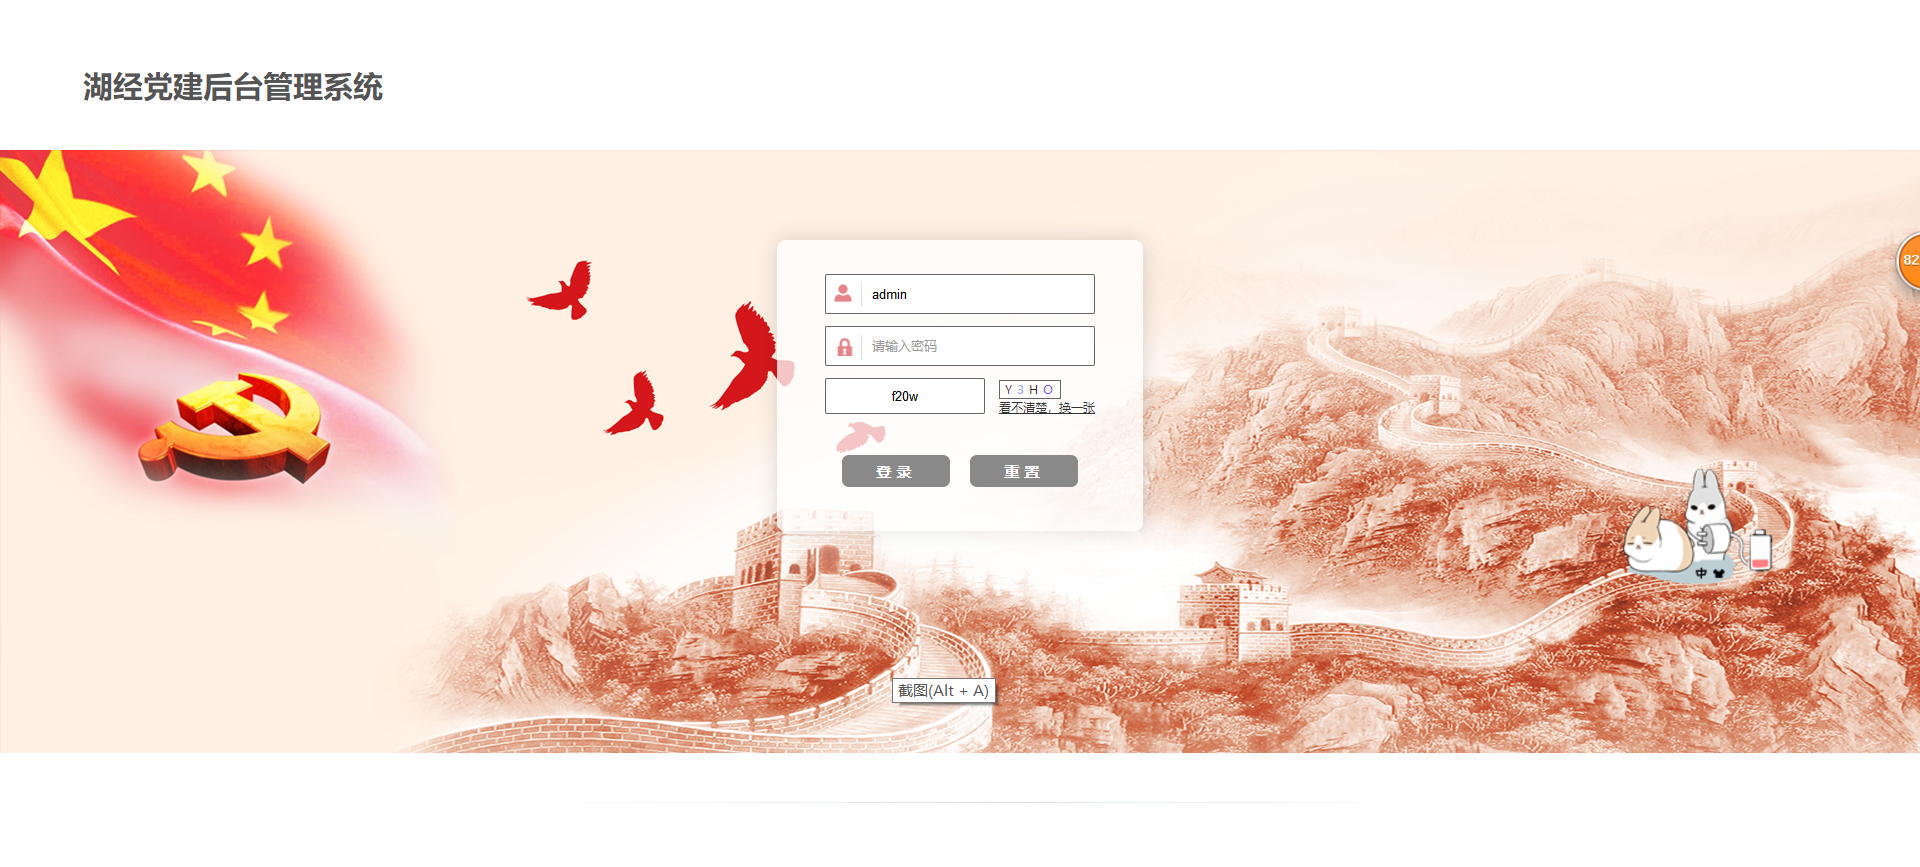 湖经党建后台管理系统
82
admin
请输入密码
f20w
Y 3 H O
看不清楚，换一张
登 录
重 置
中
截图(Alt + A)